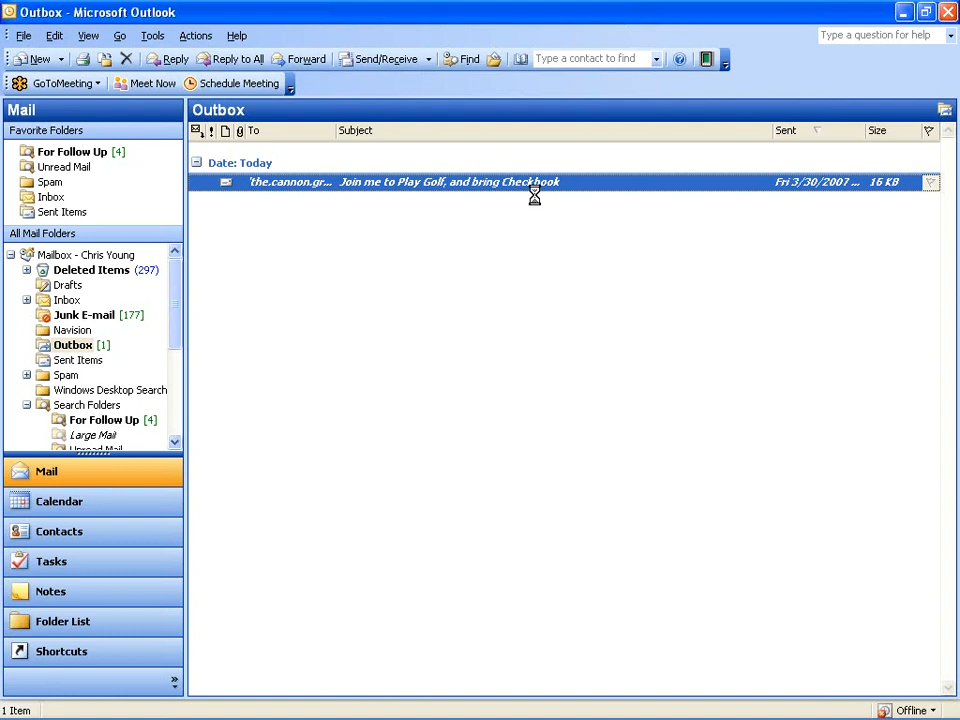 Outbox - Microsoft Outlook
File Edit View Go Tools Actions Help Type a question for help
New Reply Reply to All Forward Send/Receive Find Type a contact to find
GoToMeeting Meet Now Schedule Meeting
Mail
Favorite Folders
For Follow Up [4]
Unread Mail
Spam
Inbox
Sent Items
All Mail Folders
Mailbox - Chris Young
Deleted Items (297)
Drafts
Inbox
Junk E-mail [177]
Navision
Outbox [1]
Sent Items
Spam
Windows Desktop Search
Search Folders
For Follow Up [4]
Large Mail
Unread Mail
Mail
Calendar
Contacts
Tasks
Notes
Folder List
Shortcuts
Outbox
To Subject Sent Size
Date: Today
'the.cannon.gr... Join me to Play Golf, and bring Checkbook Fri 3/30/2007 ... 16 KB
1 Item Offline